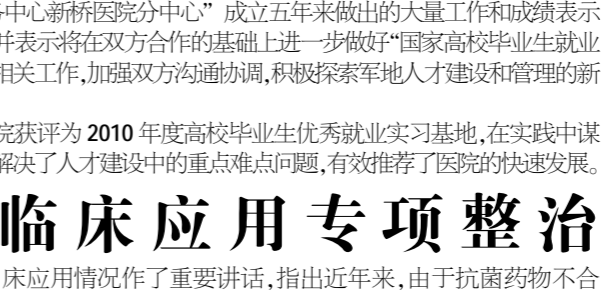 中心新桥医院分中心”成立五年来做出的大量工作和成绩表示
并表示将在双方合作的基础上进一步做好“国家高校毕业生就业
相关工作,加强双方沟通协调,积极探索军地人才建设和管理的新
院获评为 2010 年度高校毕业生优秀就业实习基地,在实践中谋
解决了人才建设中的重点难点问题,有效推荐了医院的快速发展。
临床应用专项整治
床应用情况作了重要讲话,指出近年来,由于抗菌药物不合